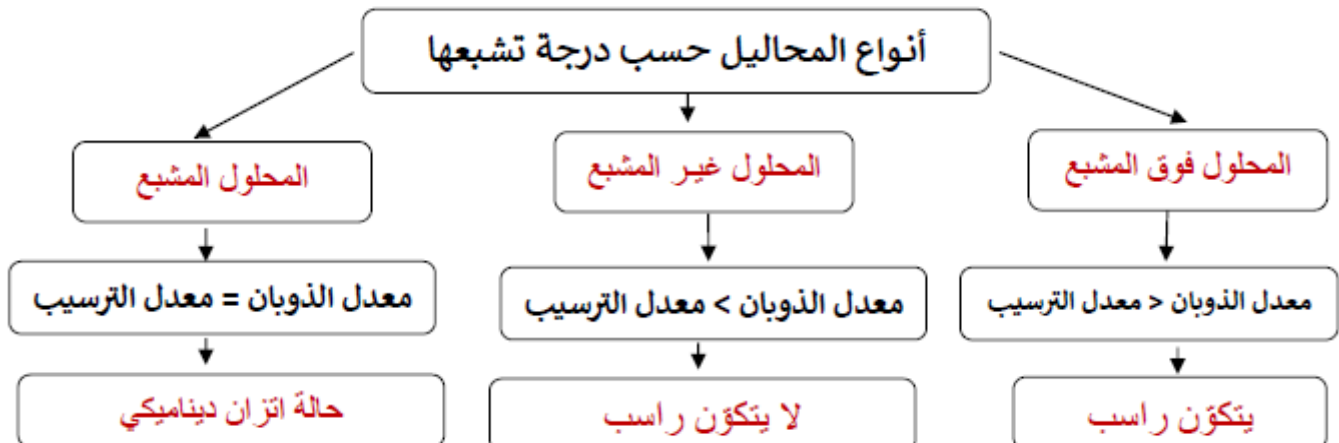 أنواع المحاليل حسب درجة تشبعها
المحلول فوق المشبع
المحلول غير المشبع
المحلول المشبع
معدل الذوبان < معدل الترسيب
معدل الذوبان > معدل الترسيب
معدل الذوبان = معدل الترسيب
يتكوّن راسب
لا يتكوّن راسب
حالة اتزان ديناميكي